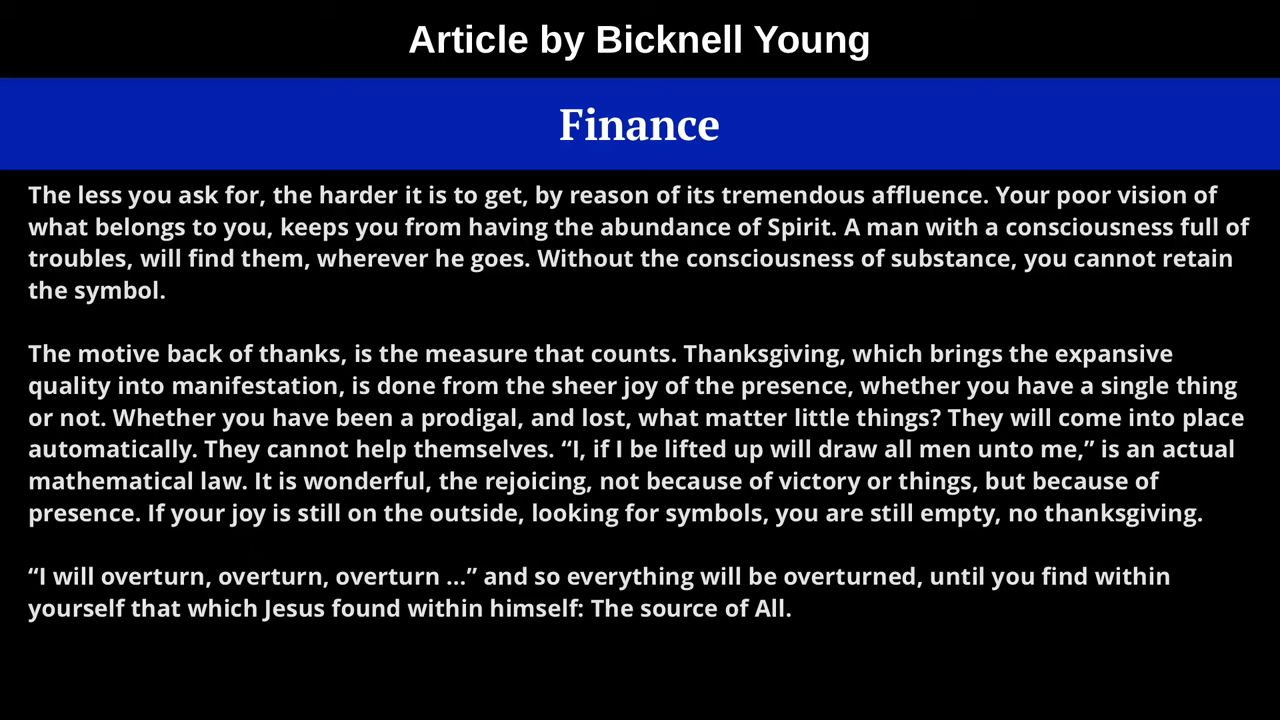 Article by Bicknell Young
Finance
The less you ask for, the harder it is to get, by reason of its tremendous affluence. Your poor vision of
what belongs to you, keeps you from having the abundance of Spirit. A man with a consciousness full of
troubles, will find them, wherever he goes. Without the consciousness of substance, you cannot retain
the symbol.
The motive back of thanks, is the measure that counts. Thanksgiving, which brings the expansive
quality into manifestation, is done from the sheer joy of the presence, whether you have a single thing
or not. Whether you have been a prodigal, and lost, what matter little things? They will come into place
automatically. They cannot help themselves. “I, if I be lifted up will draw all men unto me,” is an actual
mathematical law. It is wonderful, the rejoicing, not because of victory or things, but because of
presence. If your joy is still on the outside, looking for symbols, you are still empty, no thanksgiving.
“I will overturn, overturn, overturn ...” and so everything will be overturned, until you find within
yourself that which Jesus found within himself: The source of All.